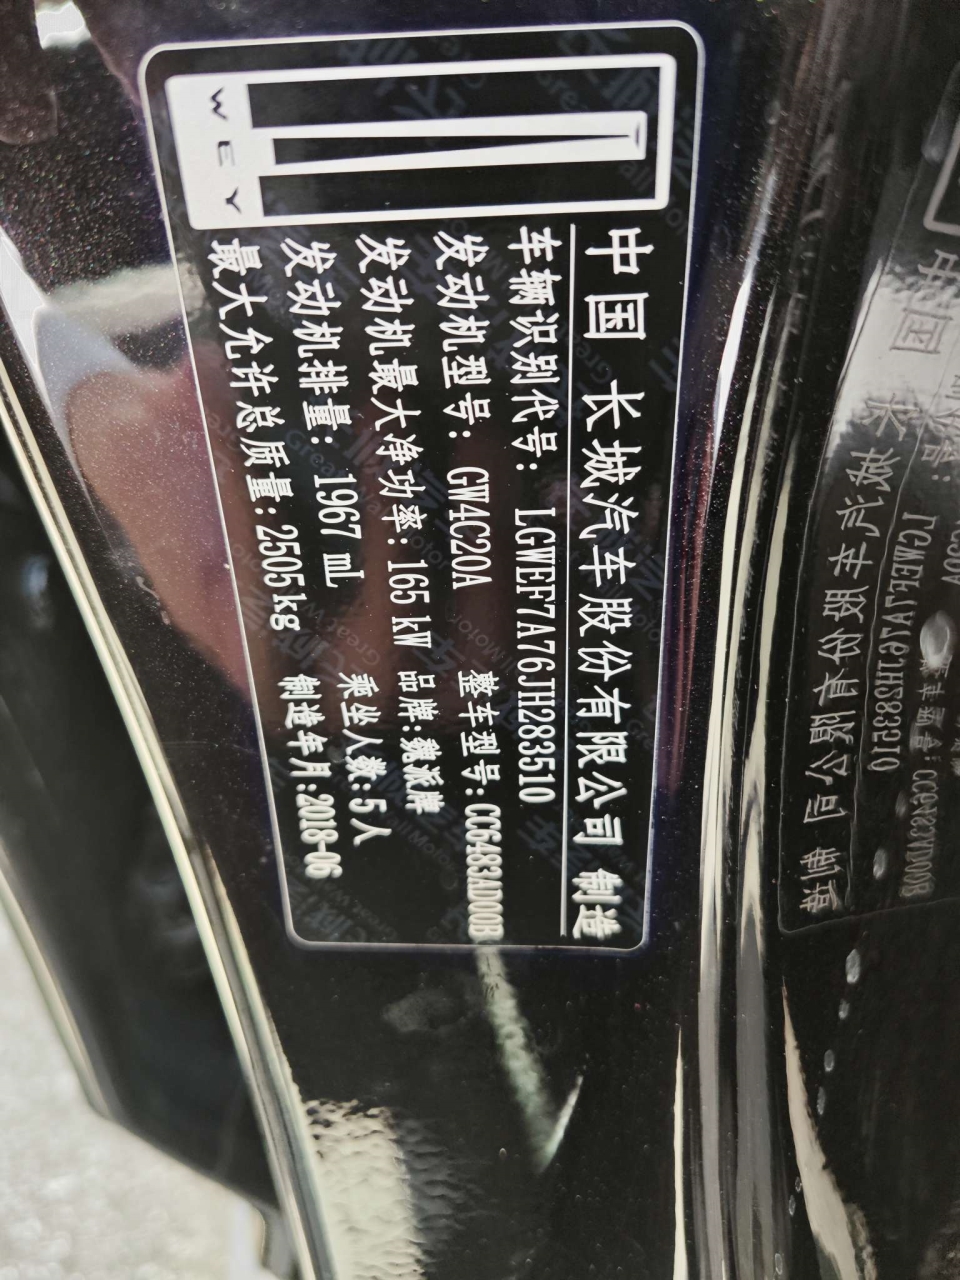 WEY
中国 长城汽车股份有限公司 制造
车辆识别代号: LGWEF7A76JH283510
发动机型号: GW4C20A 整车型号:CC6483AD00B
发动机最大净功率:165 kW 品牌:魏派牌
发动机排量: 1967 mL 乘坐人数:5人
最大允许总质量:2505kg 制造年月:2018-06